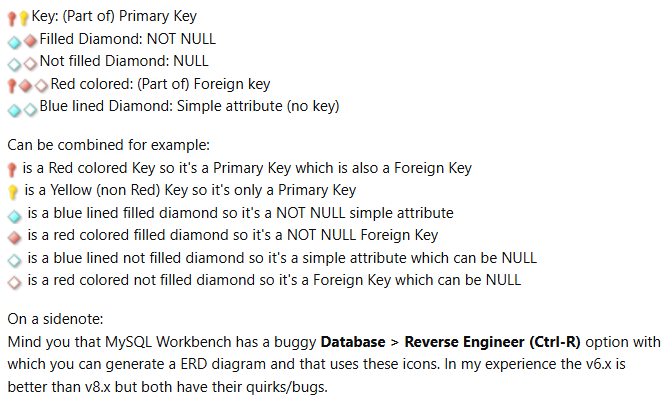 Key: (Part of) Primary Key
Filled Diamond: NOT NULL
Not filled Diamond: NULL
Red colored: (Part of) Foreign key
Blue lined Diamond: Simple attribute (no key)
Can be combined for example:
is a Red colored Key so it's a Primary Key which is also a Foreign Key
is a Yellow (non Red) Key so it's only a Primary Key
is a blue lined filled diamond so it's a NOT NULL simple attribute
is a red colored filled diamond so it's a NOT NULL Foreign Key
is a blue lined not filled diamond so it's a simple attribute which can be NULL
is a red colored not filled diamond so it's a Foreign Key which can be NULL
On a sidenote:
Mind you that MySQL Workbench has a buggy Database > Reverse Engineer (Ctrl-R) option with
which you can generate a ERD diagram and that uses these icons. In my experience the v6.x is
better than v8.x but both have their quirks/bugs.